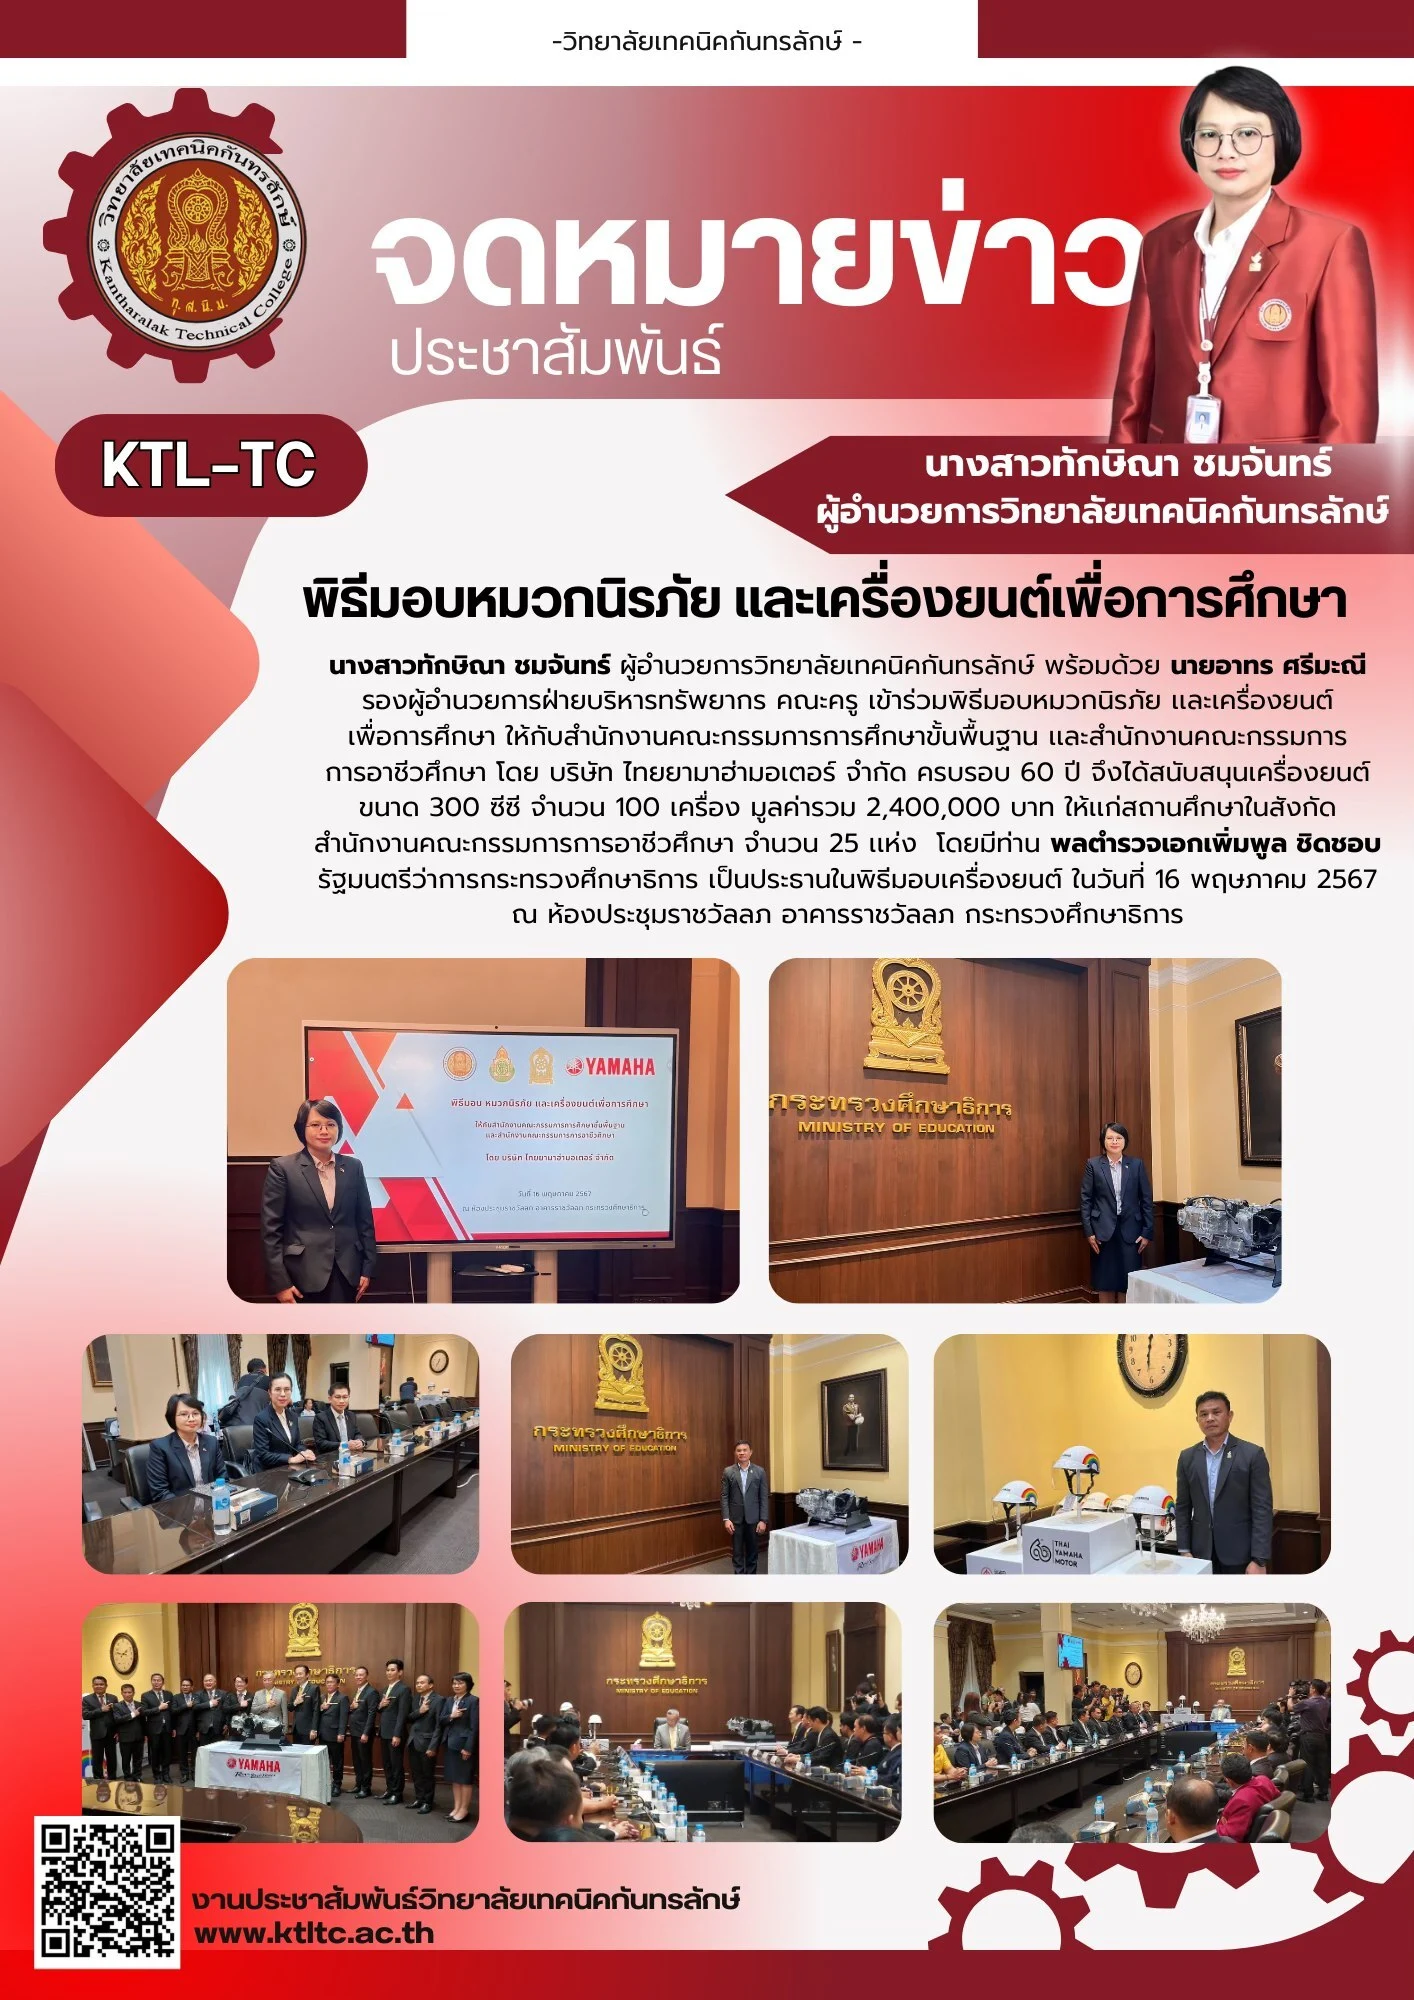 -วิทยาลัยเทคนิคกันทรลักษ์ -
วิทยาลัยเทคนิคกันทรลักษ์
ทุ. ส. นิ. ม.
Kantharalak Technical College
จดหมายข่าว
ประชาสัมพันธ์
KTL-TC
นางสาวทักษิณา ชมจันทร์
ผู้อำนวยการวิทยาลัยเทคนิคกันทรลักษ์
พิธีมอบหมวกนิรภัย และเครื่องยนต์เพื่อการศึกษา
นางสาวทักษิณา ชมจันทร์ ผู้อำนวยการวิทยาลัยเทคนิคกันทรลักษ์ พร้อมด้วย นายอาทร ศรีมะณี
รองผู้อำนวยการฝ่ายบริหารทรัพยากร คณะครู เข้าร่วมพิธีมอบหมวกนิรภัย และเครื่องยนต์
เพื่อการศึกษา ให้กับสำนักงานคณะกรรมการการศึกษาขั้นพื้นฐาน และสำนักงานคณะกรรมการ
การอาชีวศึกษา โดย บริษัท ไทยยามาฮ่ามอเตอร์ จำกัด ครบรอบ 60 ปี จึงได้สนับสนุนเครื่องยนต์
ขนาด 300 ซีซี จำนวน 100 เครื่อง มูลค่ารวม 2,400,000 บาท ให้แก่สถานศึกษาในสังกัด
สำนักงานคณะกรรมการการอาชีวศึกษา จำนวน 25 แห่ง โดยมีท่าน พลตำรวจเอกเพิ่มพูล ชิดชอบ
รัฐมนตรีว่าการกระทรวงศึกษาธิการ เป็นประธานในพิธีมอบเครื่องยนต์ ในวันที่ 16 พฤษภาคม 2567
ณ ห้องประชุมราชวัลลภ อาคารราชวัลลภ กระทรวงศึกษาธิการ
YAMAHA
พิธีมอบ หมวกนิรภัย และเครื่องยนต์เพื่อการศึกษา
ให้กับสำนักงานคณะกรรมการการศึกษาขั้นพื้นฐาน
และสำนักงานคณะกรรมการการอาชีวศึกษา
โดย บริษัท ไทยยามาฮ่ามอเตอร์ จำกัด
วันที่ 16 พฤษภาคม 2567
ณ ห้องประชุมราชวัลลภ อาคารราชวัลลภ กระทรวงศึกษาธิการ
กระทรวงศึกษาธิการ
MINISTRY OF EDUCATION
กระทรวงศึกษาธิการ
MINISTRY OF EDUCATION
YAMAHA
THAI
YAMAHA
MOTOR
กระทรวงศึกษาธิการ
MINISTRY OF EDUCATION
YAMAHA
กระทรวงศึกษาธิการ
MINISTRY OF EDUCATION
กระทรวงศึกษาธิการ
งานประชาสัมพันธ์วิทยาลัยเทคนิคกันทรลักษ์
www.ktltc.ac.th